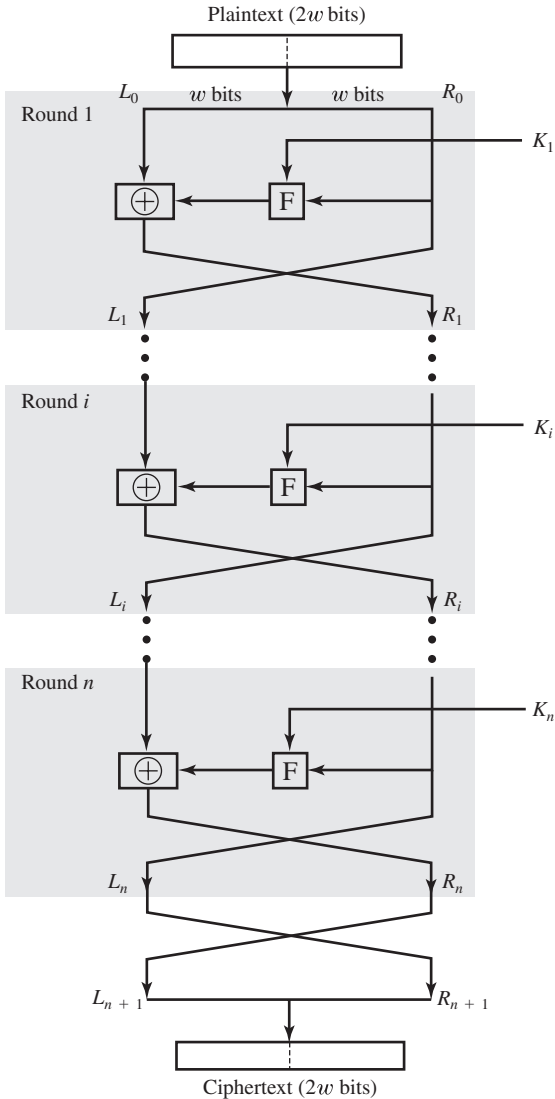 Plaintext (2w bits)
L₀ w bits w bits R₀
Round 1
K₁
⊕ F
L₁ R₁
Round i
Kᵢ
⊕ F
Lᵢ Rᵢ
Round n
Kₙ
⊕ F
Lₙ Rₙ
Lₙ ₊ ₁ Rₙ ₊ ₁
Ciphertext (2w bits)